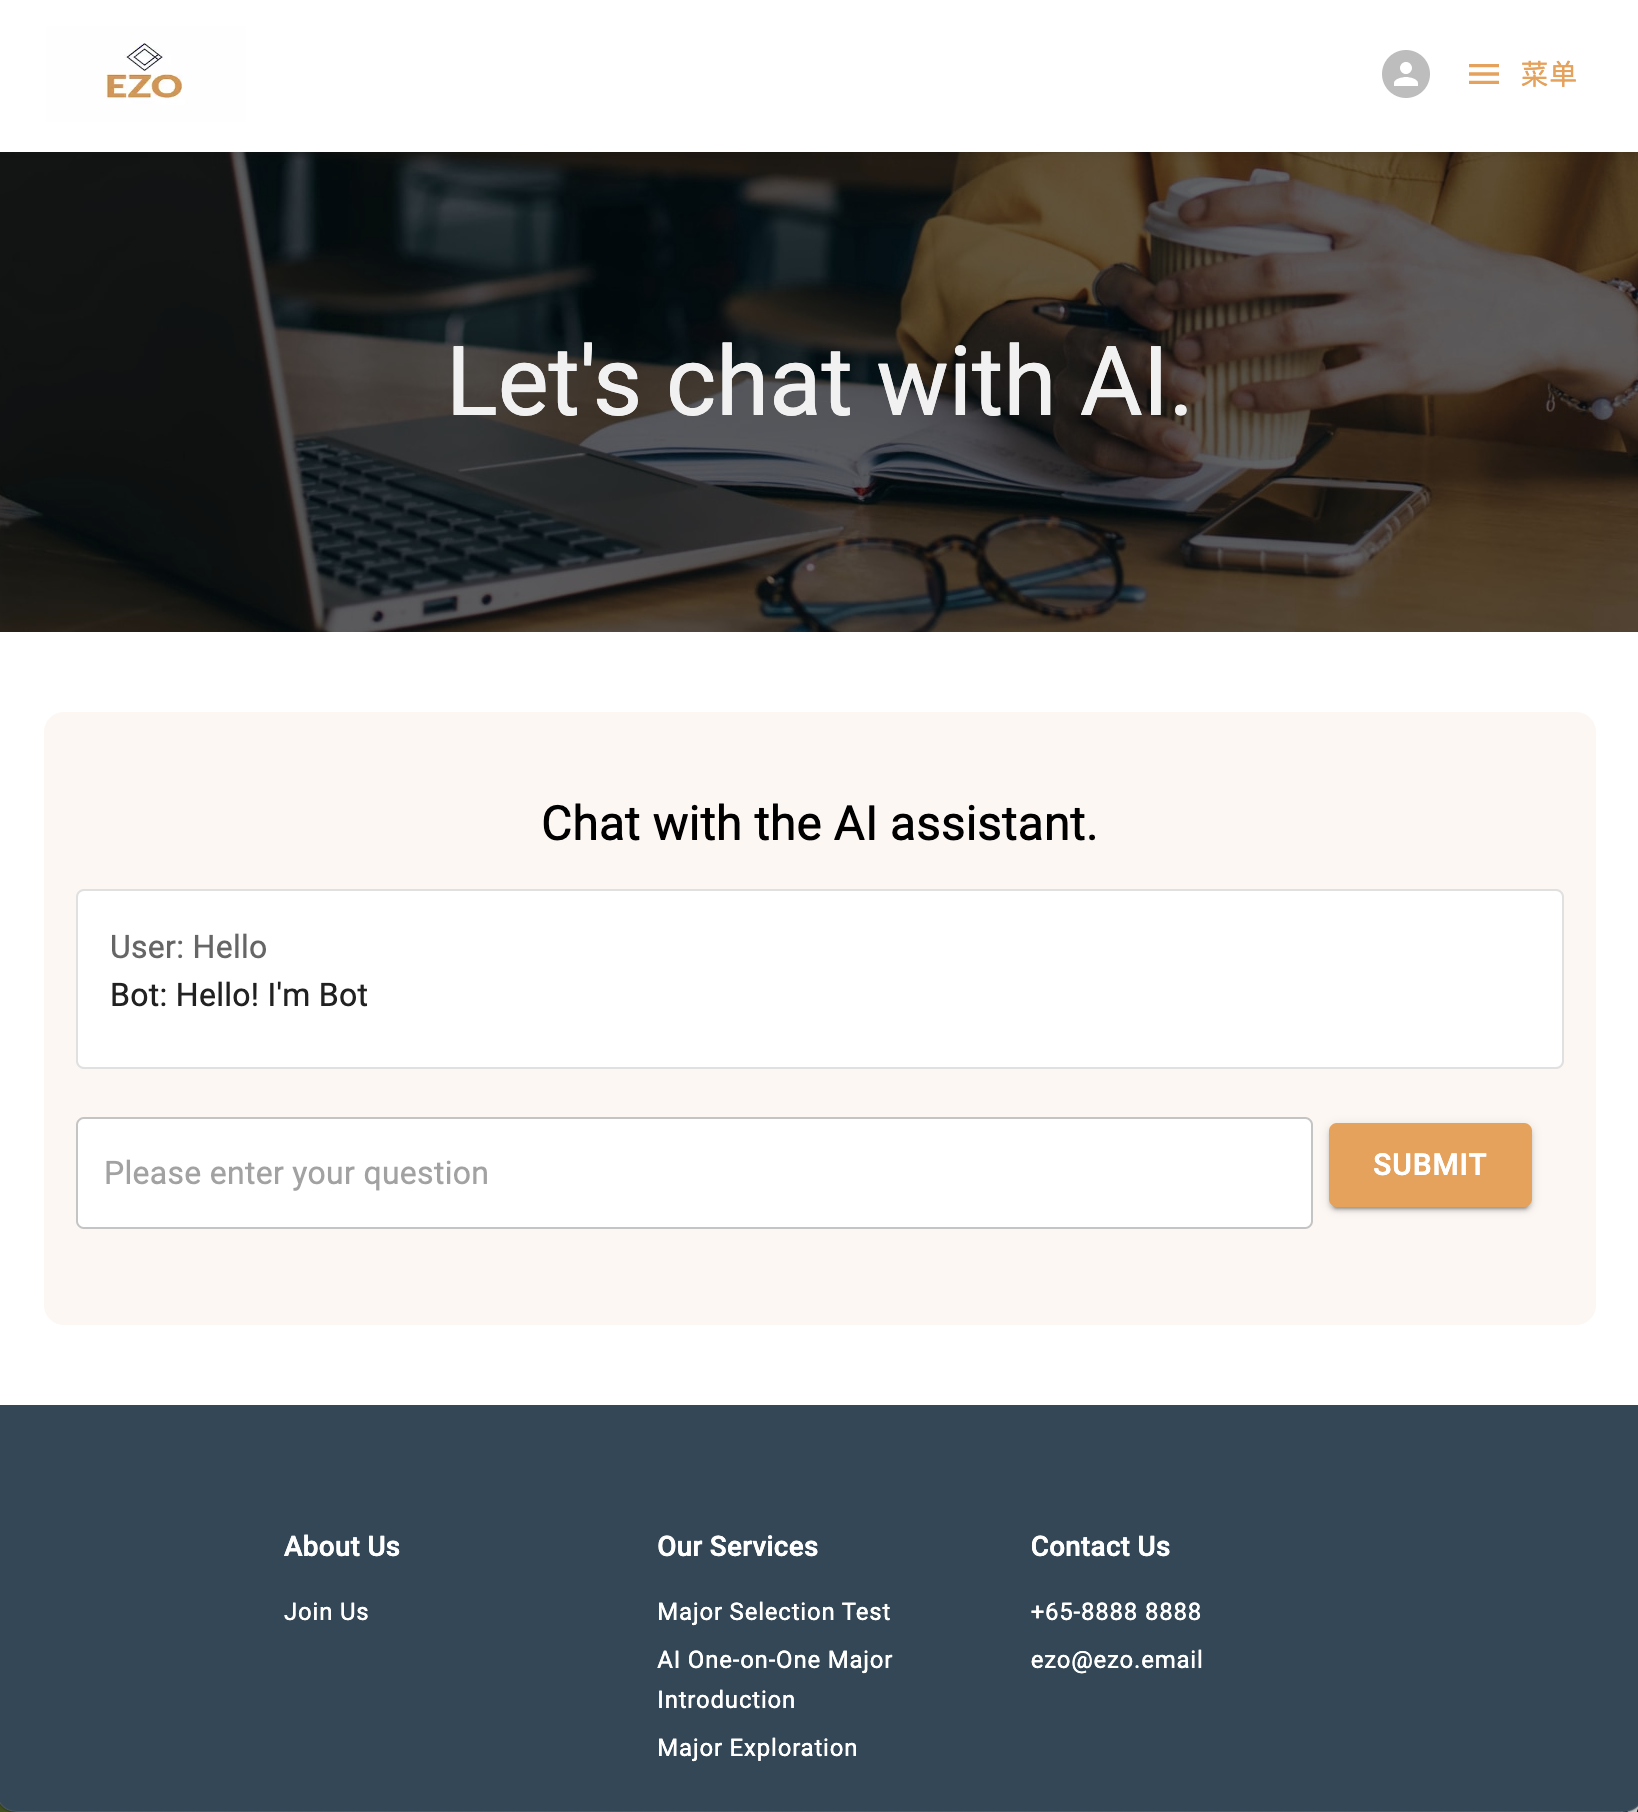 EZO
菜单
Let's chat with AI.
Chat with the AI assistant.
User: Hello
Bot: Hello! I'm Bot
Please enter your question
SUBMIT
About Us
Join Us
Our Services
Major Selection Test
AI One-on-One Major
Introduction
Major Exploration
Contact Us
+65-8888 8888
ezo@ezo.email